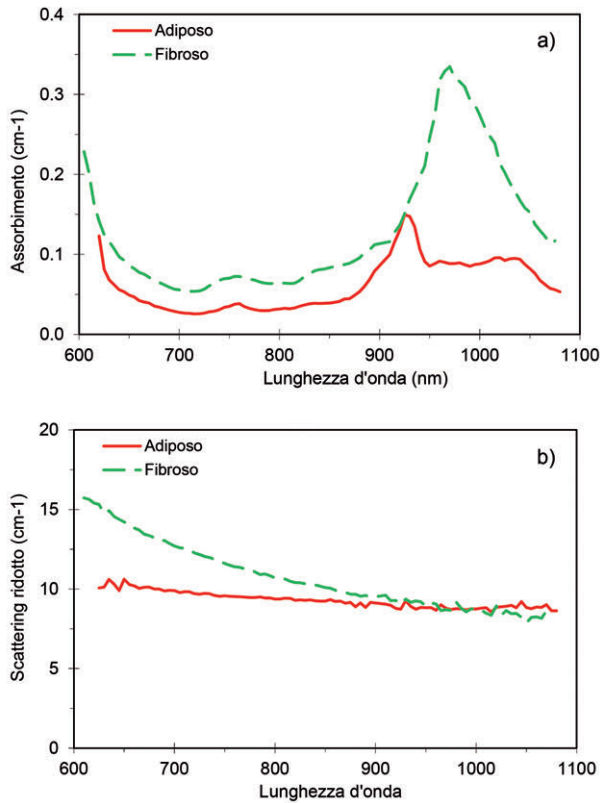 0.4
0.3
0.2
0.1
0.0
Assorbimento (cm-1)
Adiposo
Fibroso
a)
600 700 800 900 1000 1100
Lunghezza d'onda (nm)
20
15
10
5
0
Scattering ridotto (cm-1)
Adiposo
Fibroso
b)
600 700 800 900 1000 1100
Lunghezza d'onda